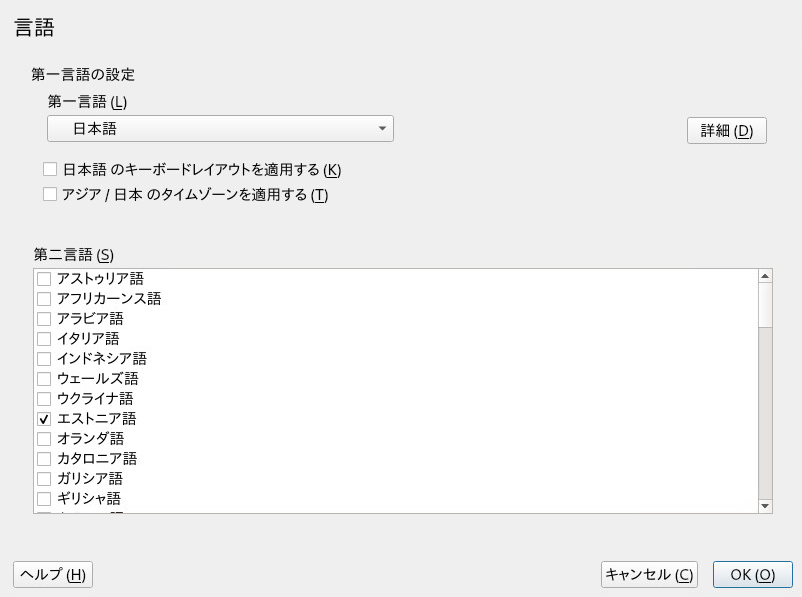 言語
第一言語の設定
第一言語 (L)
日本語
詳細 (D)
日本語 のキーボードレイアウトを適用する (K)
アジア / 日本 のタイムゾーンを適用する (T)
第二言語 (S)
アストゥリア語
アフリカーンス語
アラビア語
イタリア語
インドネシア語
ウェールズ語
ウクライナ語
エストニア語
オランダ語
カタロニア語
ガリシア語
ギリシャ語
ヘルプ (H)
キャンセル (C)
OK (O)